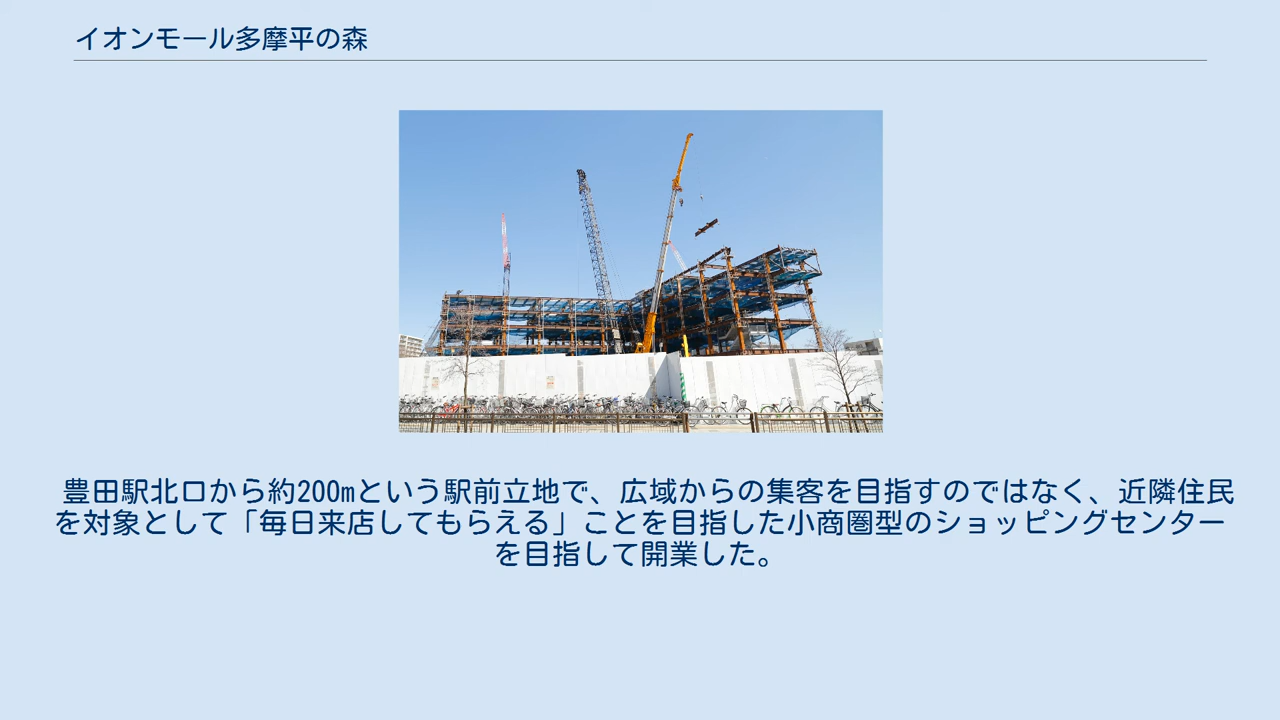 イオンモール多摩平の森
豊田駅北口から約200mという駅前立地で、広域からの集客を目指すのではなく、近隣住民
を対象として「毎日来店してもらえる」ことを目指した小商圏型のショッピングセンター
を目指して開業した。